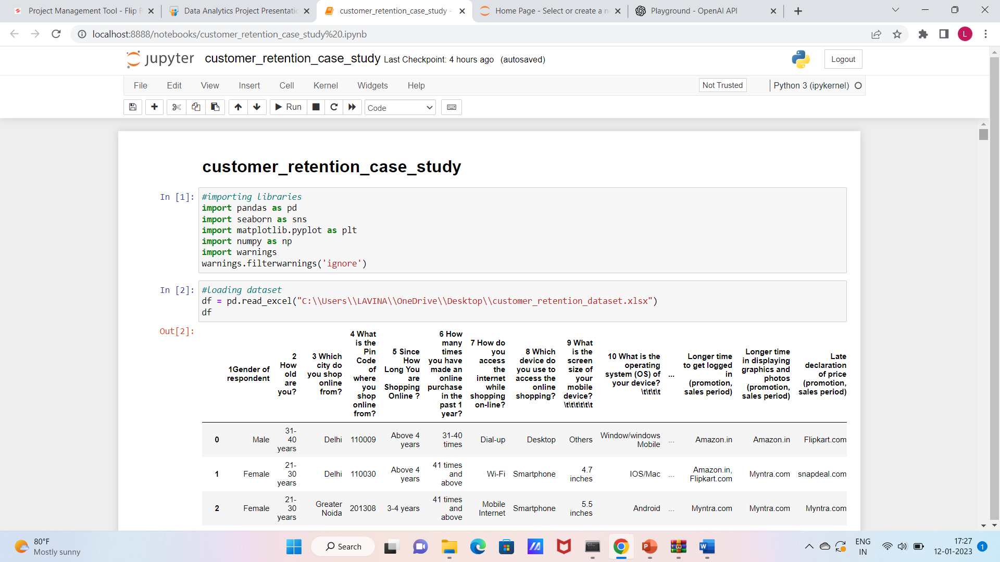 Project Management Tool - Flip R
Data Analytics Project Presentatio
customer_retention_case_study -
Home Page - Select or create a n
Playground - OpenAI API
localhost:8888/notebooks/customer_retention_case_study%20.ipynb
L
jupyter customer_retention_case_study Last Checkpoint: 4 hours ago (autosaved)
Logout
File Edit View Insert Cell Kernel Widgets Help
Not Trusted
Python 3 (ipykernel)
Run
Code
customer_retention_case_study
In [1]:
#importing libraries
import pandas as pd
import seaborn as sns
import matplotlib.pyplot as plt
import numpy as np
import warnings
warnings.filterwarnings('ignore')
In [2]:
#loading dataset
df = pd.read_excel("C:\\Users\\LAVINA\\OneDrive\\Desktop\\customer_retention_dataset.xlsx")
df
Out[2]:
1Gender of
respondent
2
How
old
are
you?
3 Which
city do
you shop
online
from?
4 What
is the
Pin
Code
of
where
you
shop
online
from?
5 Since
How
Long You
are
Shopping
Online ?
6 How
many
times
you have
made an
online
purchase
in the
past 1
year?
7 How do
you
access
the
internet
while
shopping
on-line?
8 Which
device do
you use to
access the
online
shopping?
9 What
is the
screen
size of
your
mobile
device?
\t\t\t\t\t\t
10 What is the
operating
system (OS) of
your device?
\t\t\t\t
...
Longer time
to get logged
in
(promotion,
sales period)
Longer time
in displaying
graphics and
photos
(promotion,
sales period)
Late
declaration
of price
(promotion,
sales period)
0
Male
31-
40
years
Delhi
110009
Above 4
years
31-40
times
Dial-up
Desktop
Others
Window/windows
Mobile
...
Amazon.in
Amazon.in
Flipkart.com
1
Female
21-
30
years
Delhi
110030
Above 4
years
41 times
and
above
Wi-Fi
Smartphone
4.7
inches
IOS/Mac
...
Amazon.in,
Flipkart.com
Myntra.com
snapdeal.com
2
Female
21-
30
years
Greater
Noida
201308
3-4 years
41 times
and
above
Mobile
Internet
Smartphone
5.5
inches
Android
...
Myntra.com
Myntra.com
Myntra.com
80°F
Mostly sunny
Search
P
W
ENG
IN
17:27
12-01-2023
1